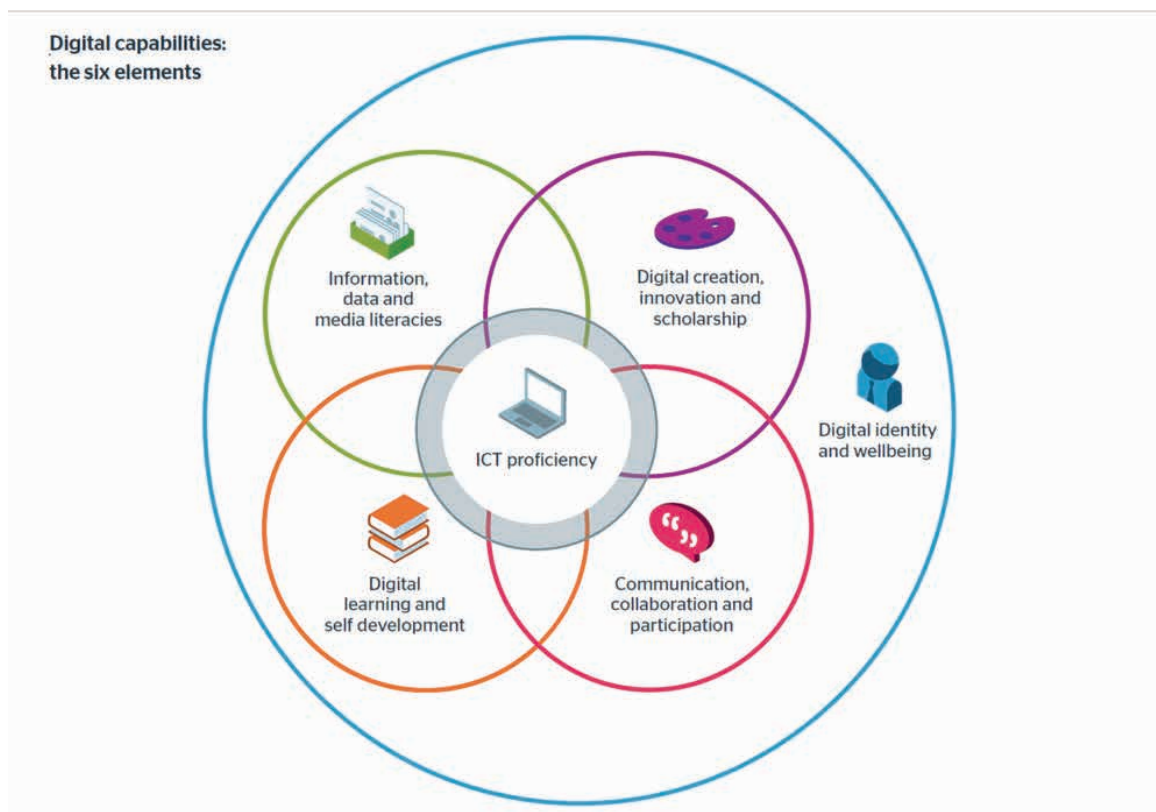 Digital capabilities:
the six elements
Information,
data and
media literacies
Digital creation,
innovation and
scholarship
ICT proficiency
Digital identity
and wellbeing
Digital
learning and
self development
Communication,
collaboration and
participation